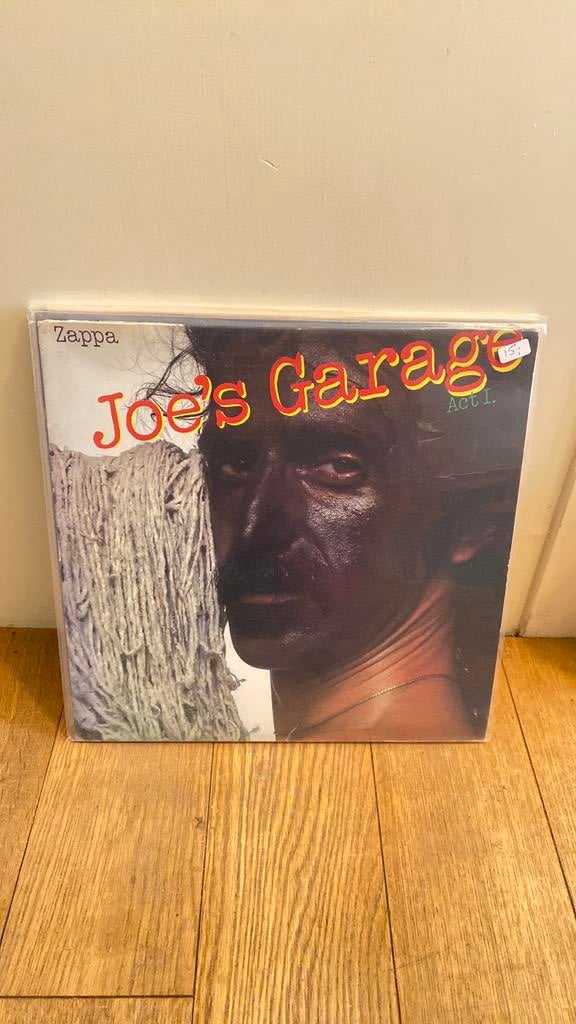 Zappa
Joe's Garage
15,-
Act I.